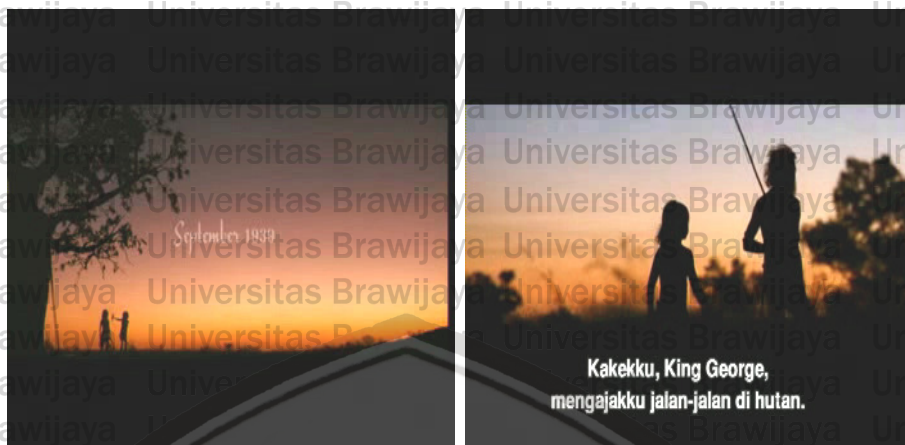 September 1939
Kakekku, King George,
mengajakku jalan-jalan di hutan.
Universitas Brawijaya